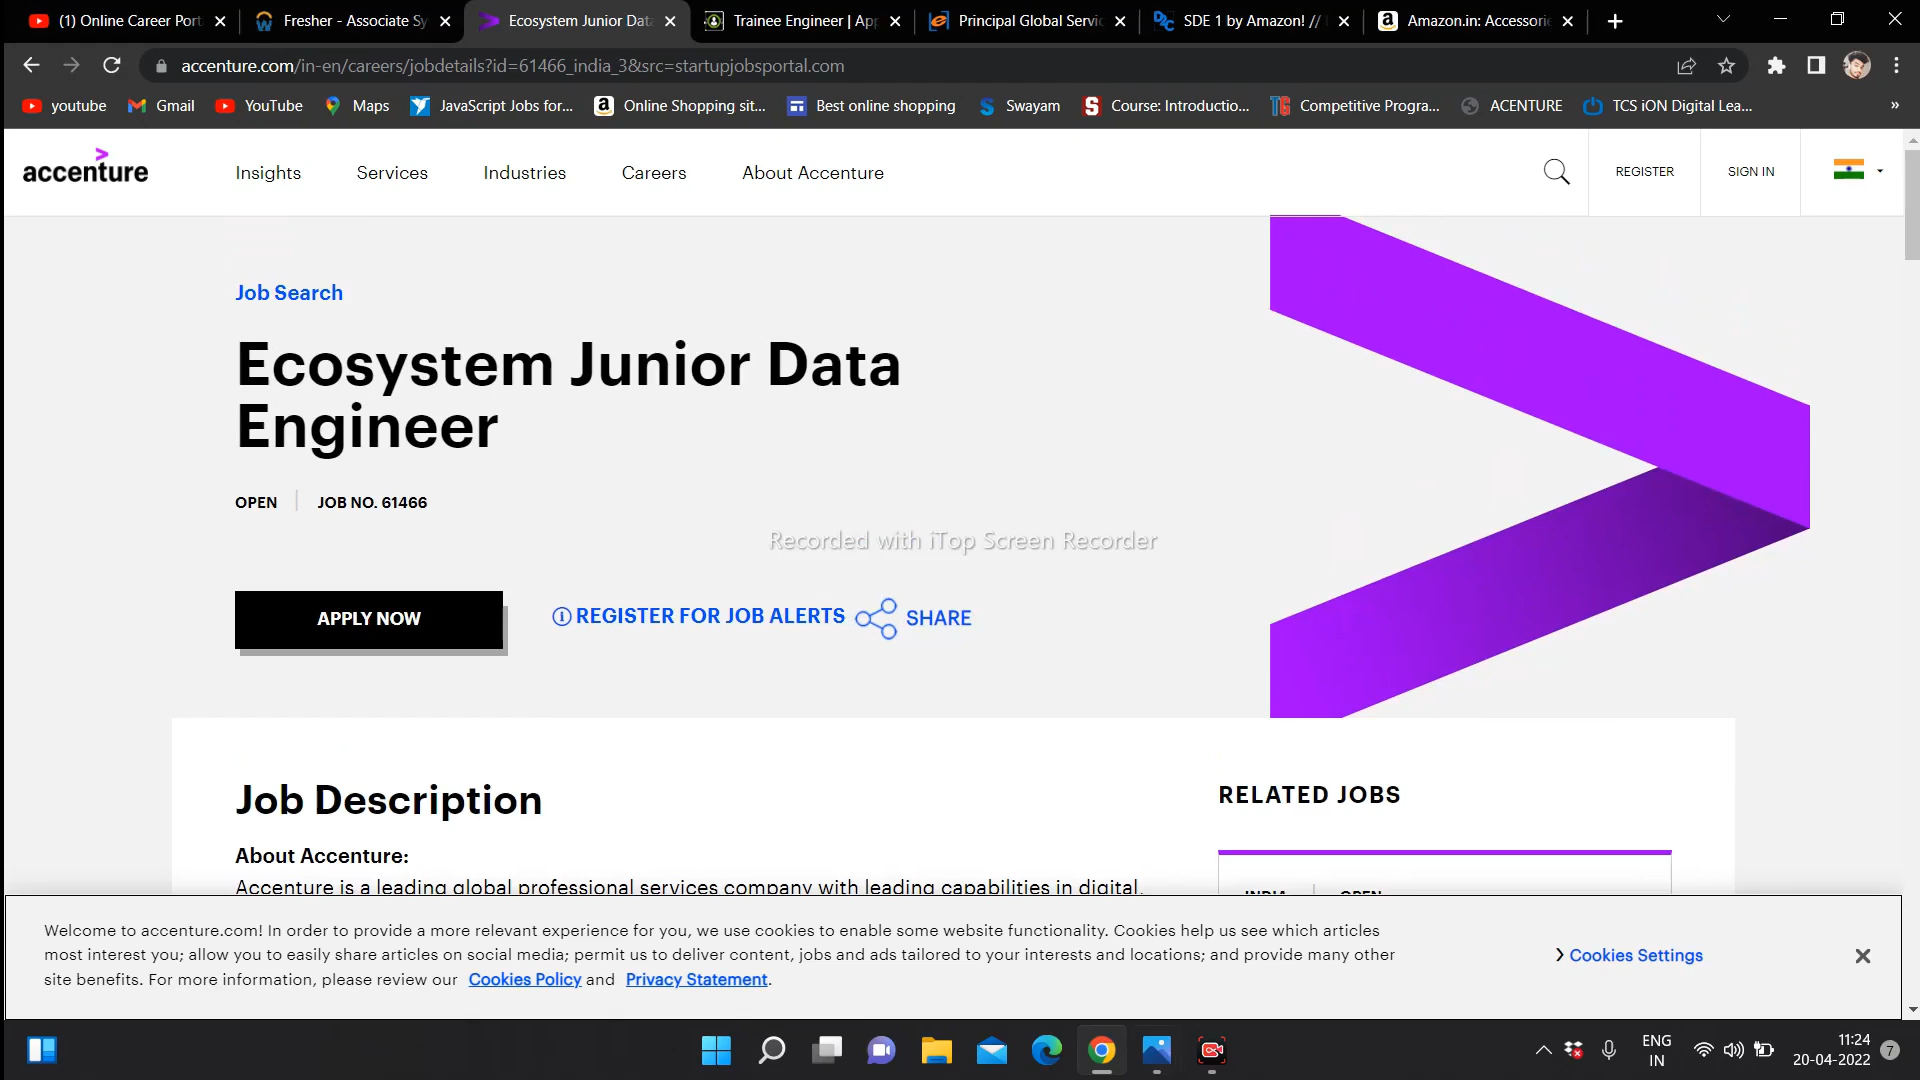 (1) Online Career Port
Fresher - Associate Sy
Ecosystem Junior Data
Trainee Engineer | App
Principal Global Servic
SDE 1 by Amazon! //
Amazon.in: Accessorie
accenture.com/in-en/careers/jobdetails?id=61466_india_3&src=startupjobsportal.com
youtube
Gmail
YouTube
Maps
JavaScript Jobs for...
Online Shopping sit...
Best online shopping
Swayam
Course: Introductio...
Competitive Progra...
ACENTURE
TCS iON Digital Lea...
»
accenture
Insights
Services
Industries
Careers
About Accenture
REGISTER
SIGN IN
Job Search
Ecosystem Junior Data
Engineer
OPEN
JOB NO. 61466
Recorded with iTop Screen Recorder
APPLY NOW
REGISTER FOR JOB ALERTS
SHARE
Job Description
RELATED JOBS
About Accenture:
Accenture is a leading global professional services company with leading capabilities in digital,
INDIA
OPEN
Welcome to accenture.com! In order to provide a more relevant experience for you, we use cookies to enable some website functionality. Cookies help us see which articles
most interest you; allow you to easily share articles on social media; permit us to deliver content, jobs and ads tailored to your interests and locations; and provide many other
site benefits. For more information, please review our Cookies Policy and Privacy Statement.
Cookies Settings
ENG
IN
11:24
20-04-2022
7